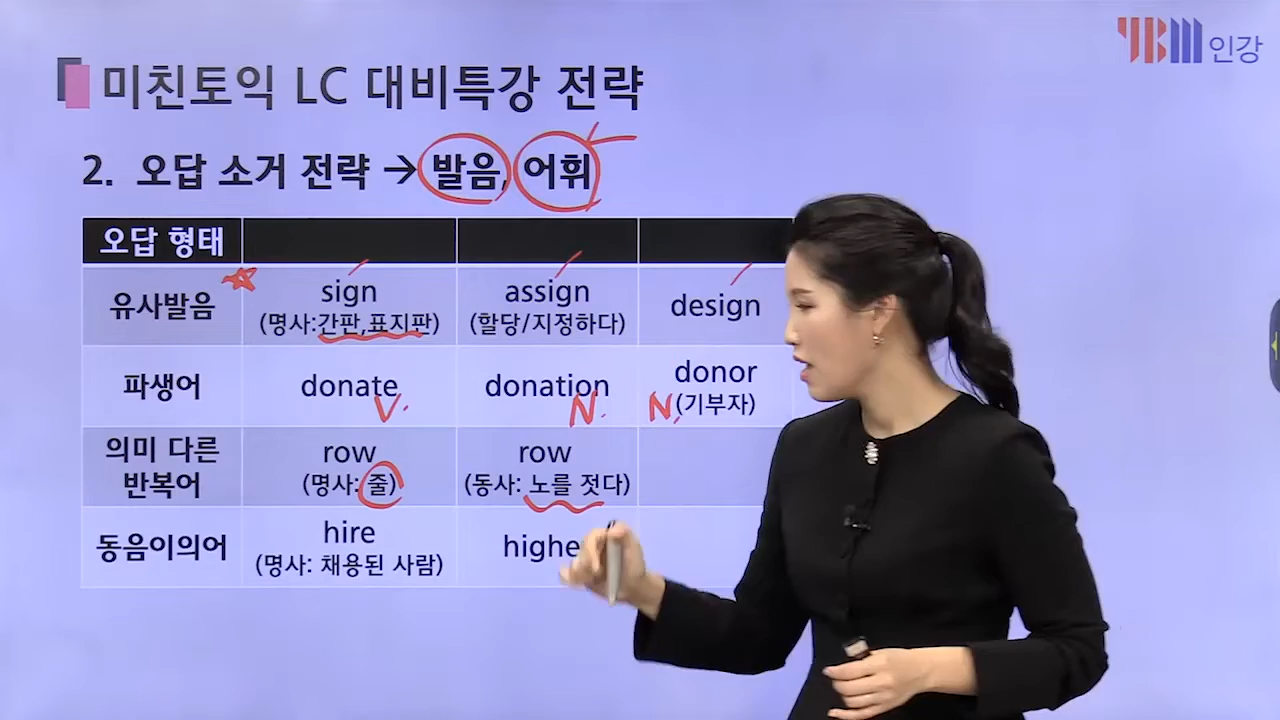 YBM 인강
미친토익 LC 대비특강 전략
2. 오답 소거 전략 → 발음, 어휘
오답 형태
유사발음 sign assign design
(명사:간판,표지판) (할당/지정하다)
파생어 donate donation donor
V. N. N, (기부자)
의미 다른 row row
반복어 (명사: 줄) (동사: 노를 젓다)
동음이의어 hire
(명사: 채용된 사람)